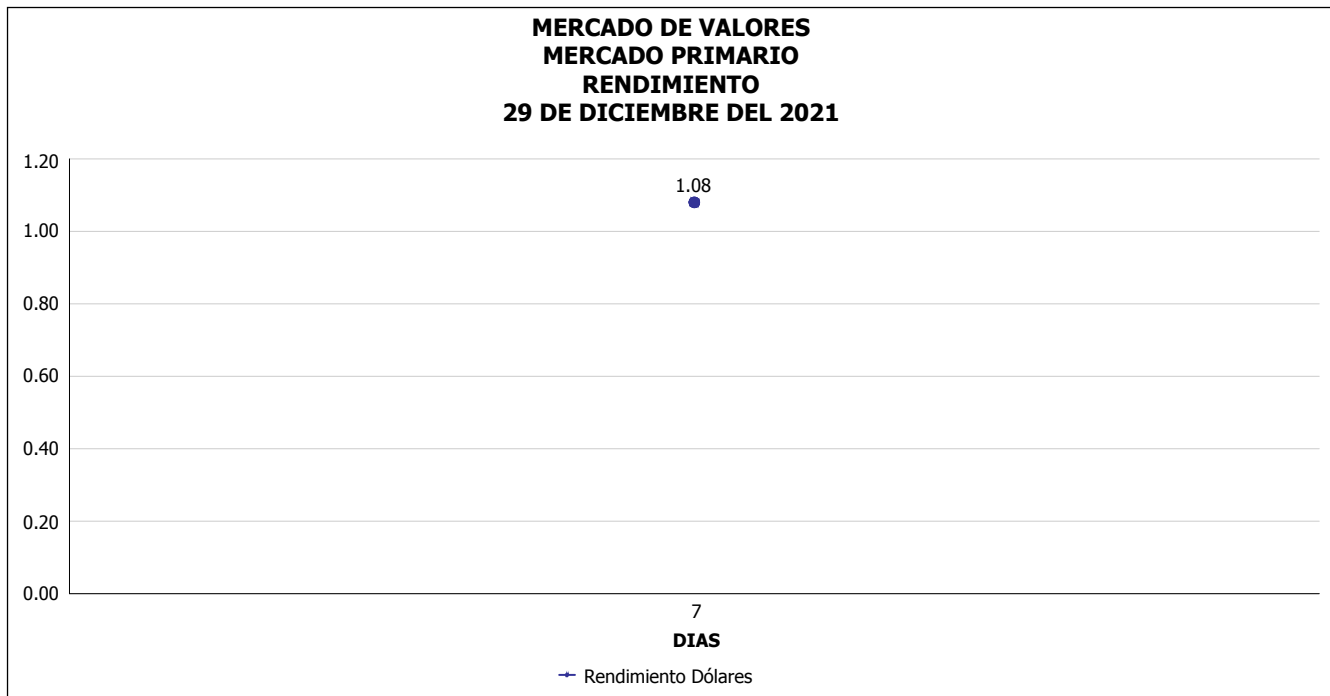 MERCADO DE VALORES
MERCADO PRIMARIO
RENDIMIENTO
29 DE DICIEMBRE DEL 2021
1.20
1.08
1.00
0.80
0.60
0.40
0.20
0.00
7
DIAS
Rendimiento Dólares